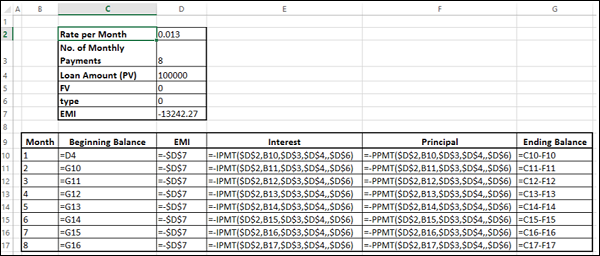 A B C D E F G
1
2 Rate per Month 0.013
No. of Monthly
3 Payments 8
4 Loan Amount (PV) 100000
5 FV 0
6 type 0
7 EMI -13242.27
8
9 Month Beginning Balance EMI Interest Principal Ending Balance
10 1 =D4 =-$D$7 =-IPMT($D$2,B10,$D$3,$D$4,,$D$6) =-PPMT($D$2,B10,$D$3,$D$4,,$D$6) =C10-F10
11 2 =G10 =-$D$7 =-IPMT($D$2,B11,$D$3,$D$4,,$D$6) =-PPMT($D$2,B11,$D$3,$D$4,,$D$6) =C11-F11
12 3 =G11 =-$D$7 =-IPMT($D$2,B12,$D$3,$D$4,,$D$6) =-PPMT($D$2,B12,$D$3,$D$4,,$D$6) =C12-F12
13 4 =G12 =-$D$7 =-IPMT($D$2,B13,$D$3,$D$4,,$D$6) =-PPMT($D$2,B13,$D$3,$D$4,,$D$6) =C13-F13
14 5 =G13 =-$D$7 =-IPMT($D$2,B14,$D$3,$D$4,,$D$6) =-PPMT($D$2,B14,$D$3,$D$4,,$D$6) =C14-F14
15 6 =G14 =-$D$7 =-IPMT($D$2,B15,$D$3,$D$4,,$D$6) =-PPMT($D$2,B15,$D$3,$D$4,,$D$6) =C15-F15
16 7 =G15 =-$D$7 =-IPMT($D$2,B16,$D$3,$D$4,,$D$6) =-PPMT($D$2,B16,$D$3,$D$4,,$D$6) =C16-F16
17 8 =G16 =-$D$7 =-IPMT($D$2,B17,$D$3,$D$4,,$D$6) =-PPMT($D$2,B17,$D$3,$D$4,,$D$6) =C17-F17